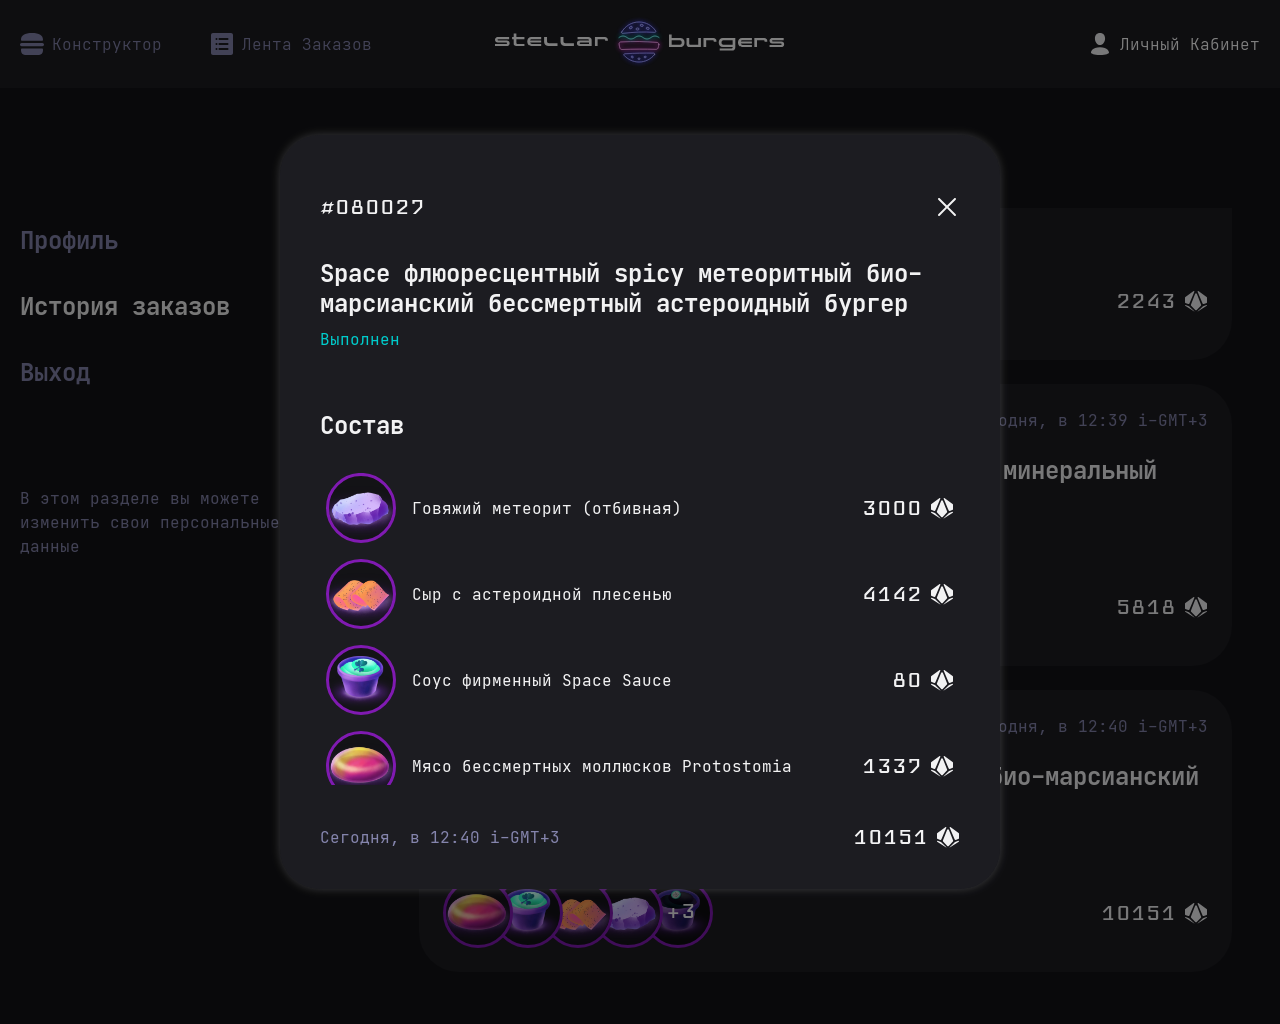 Конструктор
Лента Заказов
stellar burgers
Личный Кабинет
Профиль
История заказов
Выход
В этом разделе вы можете
изменить свои персональные
данные
#080027
Space флюоресцентный spicy метеоритный био-
марсианский бессмертный астероидный бургер
Выполнен
Состав
Говяжий метеорит (отбивная)
3000
Сыр с астероидной плесенью
4142
Соус фирменный Space Sauce
80
Мясо бессмертных моллюсков Protostomia
1337
Сегодня, в 12:40 i-GMT+3
10151
2243
одня, в 12:39 i-GMT+3
минеральный
5818
одня, в 12:40 i-GMT+3
био-марсианский
+3
10151